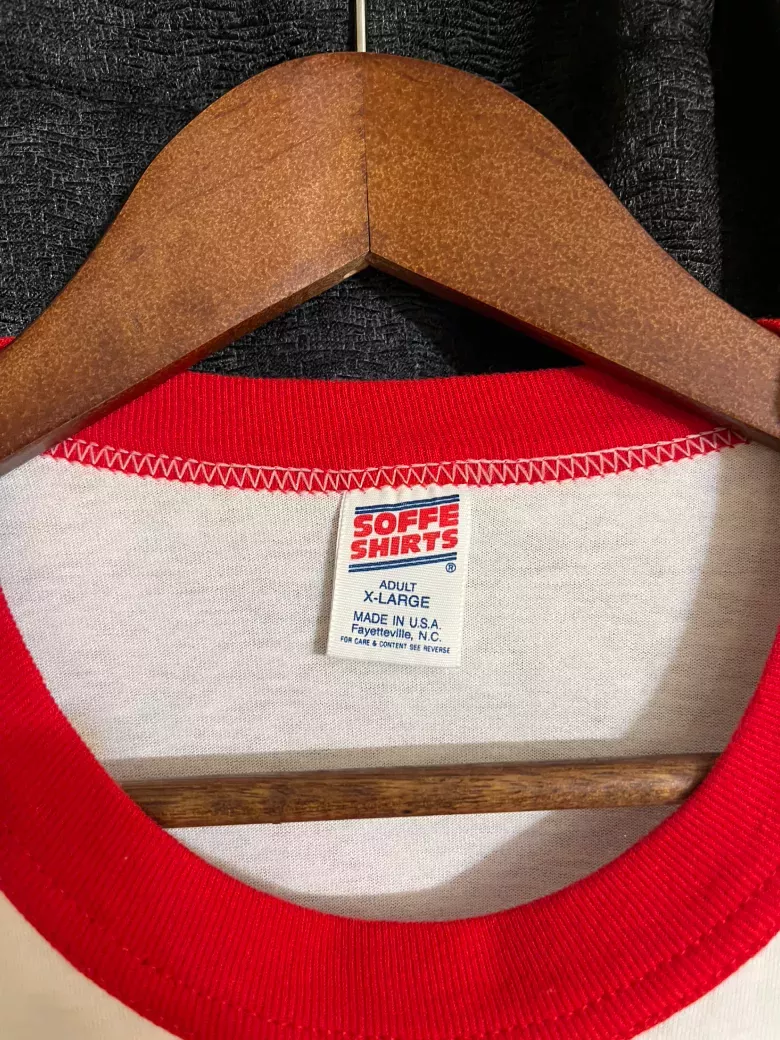 SOFFE
SHIRTS
®
ADULT
X-LARGE
MADE IN U.S.A.
Fayetteville, N.C.
FOR CARE & CONTENT SEE REVERSE